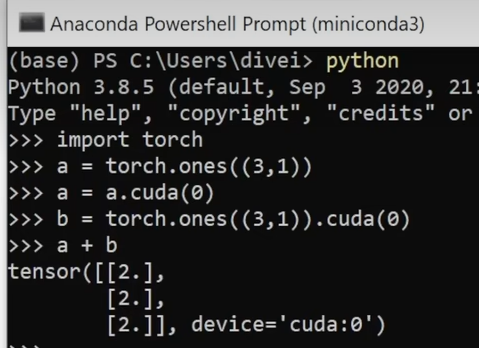 Anaconda Powershell Prompt (miniconda3)
(base) PS C:\Users\divei> python
Python 3.8.5 (default, Sep  3 2020, 21:
Type "help", "copyright", "credits" or
>>> import torch
>>> a = torch.ones((3,1))
>>> a = a.cuda(0)
>>> b = torch.ones((3,1)).cuda(0)
>>> a + b
tensor([[2.],
        [2.],
        [2.]], device='cuda:0')
>>>